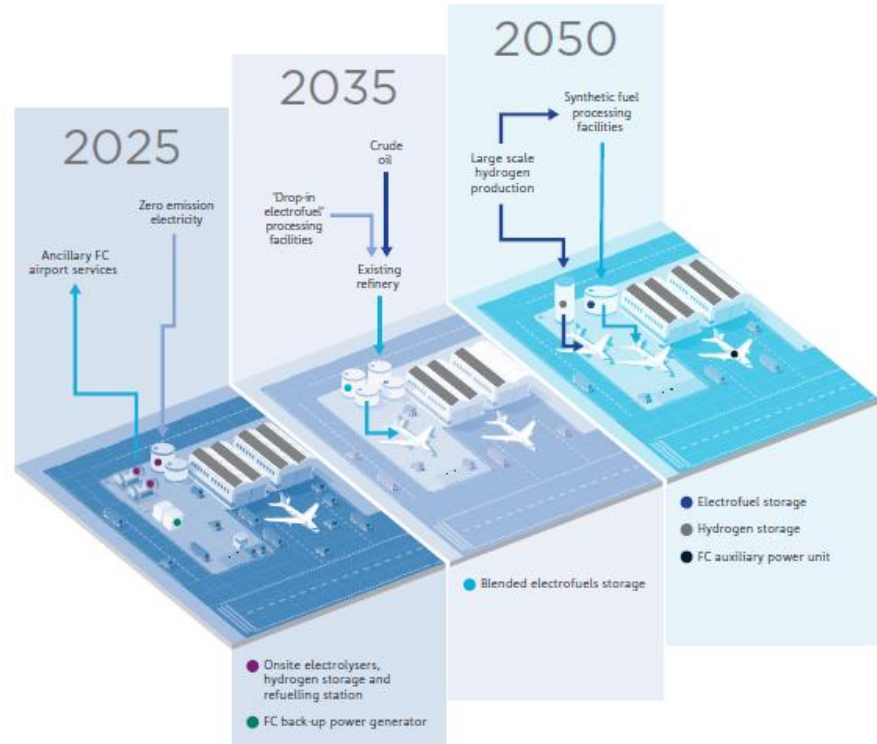 2025
Zero emission
electricity
Ancillary FC
airport services
Onsite electrolysers,
hydrogen storage and
refuelling station
FC back-up power generator
2035
Crude
oil
"Drop-in
electrofuel"
processing
facilities
Existing
refinery
Blended electrofuels storage
2050
Synthetic fuel
processing
facilities
Large scale
hydrogen
production
Electrofuel storage
Hydrogen storage
FC auxiliary power unit